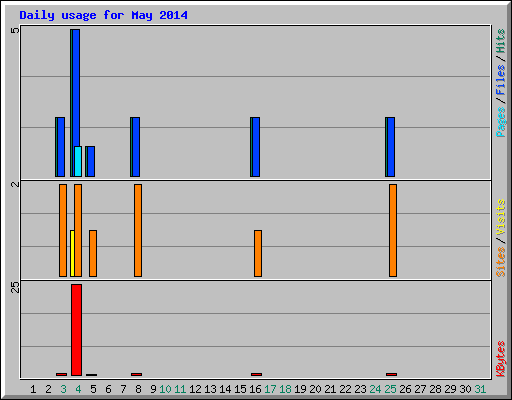 Daily usage for May 2014
5
2
25
Pages / Files / Hits
Sites / Visits
KBytes
1 2 3 4 5 6 7 8 9 10 11 12 13 14 15 16 17 18 19 20 21 22 23 24 25 26 27 28 29 30 31